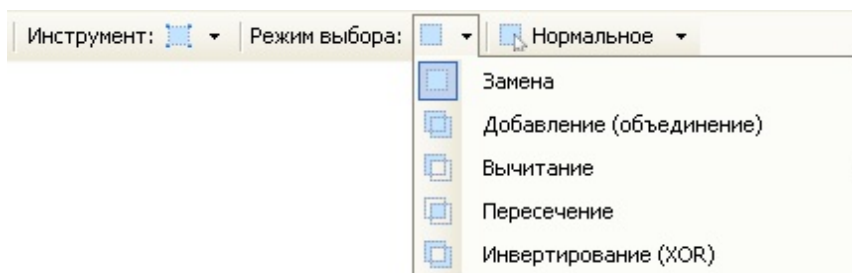 Инструмент: Режим выбора: Нормальное
Замена
Добавление (объединение)
Вычитание
Пересечение
Инвертирование (XOR)